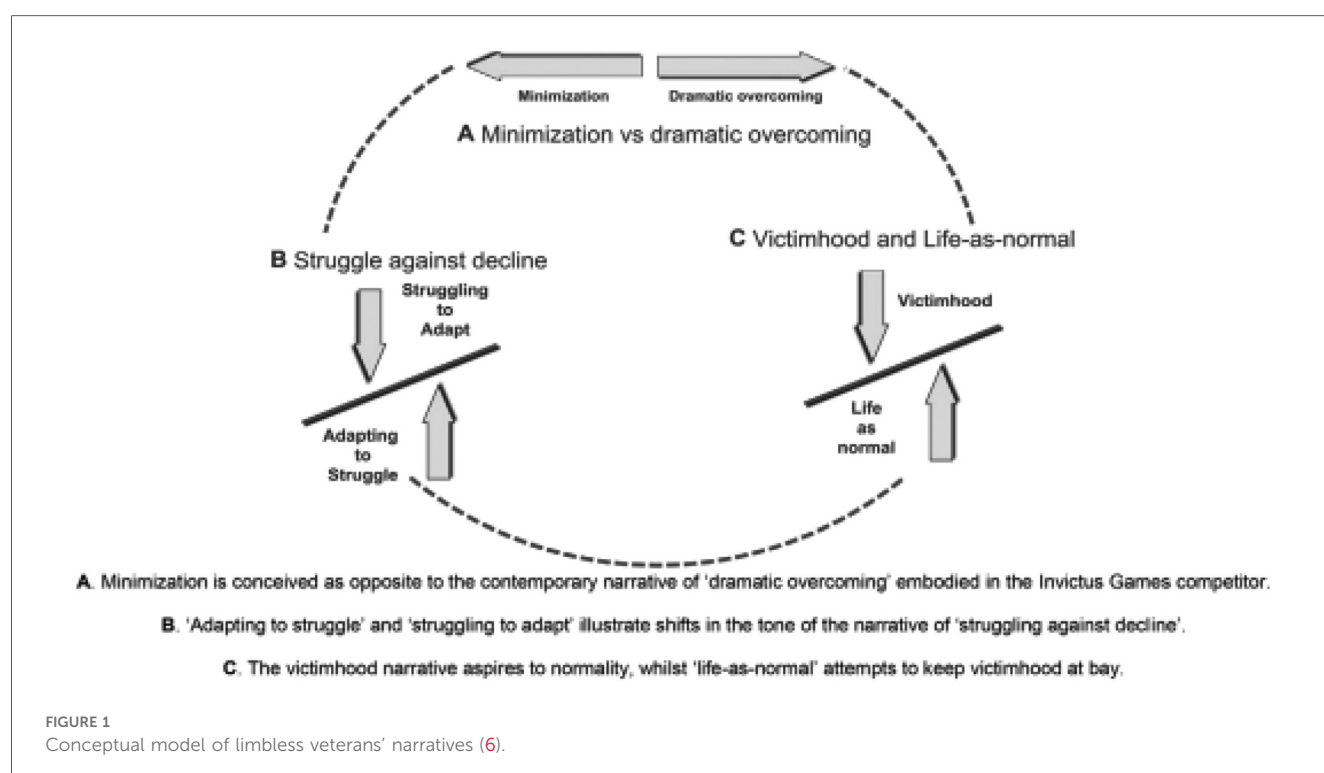 Minimization
Dramatic overcoming
A Minimization vs dramatic overcoming
B Struggle against decline
Struggling
to
Adapt
Adapting
to
Struggle
C Victimhood and Life-as-normal
Victimhood
Life
as
normal
A. Minimization is conceived as opposite to the contemporary narrative of 'dramatic overcoming' embodied in the Invictus Games competitor.
B. 'Adapting to struggle' and 'struggling to adapt' illustrate shifts in the tone of the narrative of 'struggling against decline'.
C. The victimhood narrative aspires to normality, whilst 'life-as-normal' attempts to keep victimhood at bay.
FIGURE 1
Conceptual model of limbless veterans' narratives (6).